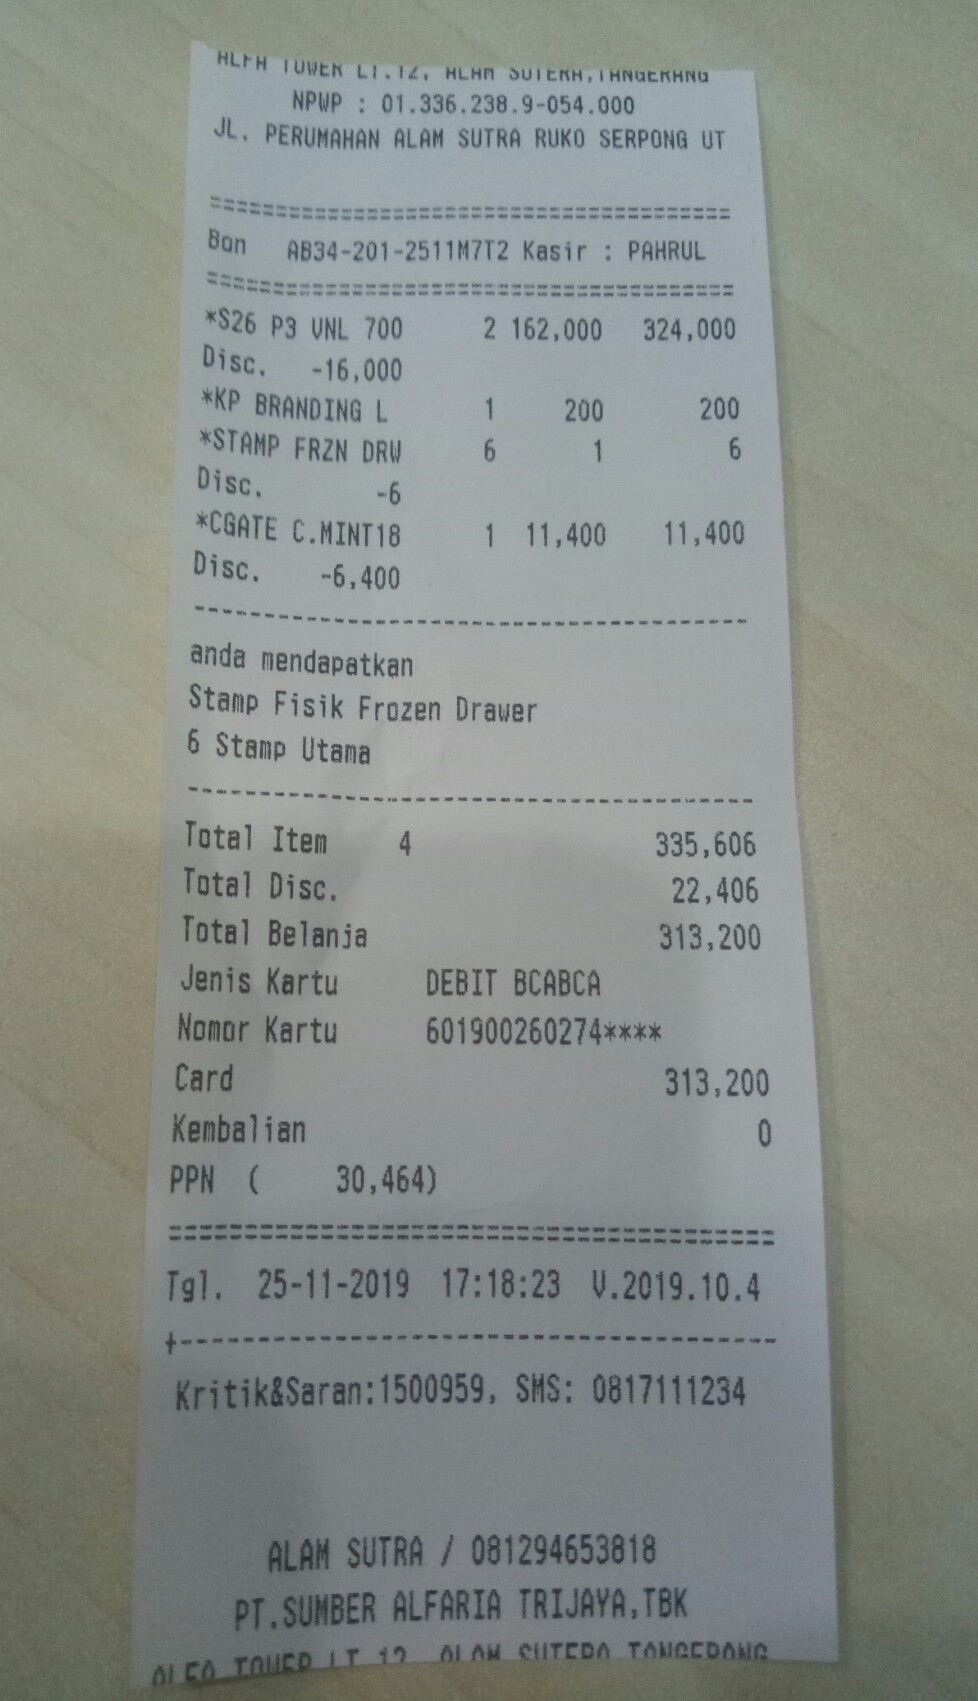 ALFA TOWER LT.12, ALAM SUTERA,TANGERANG
NPWP : 01.336.238.9-054.000
JL. PERUMAHAN ALAM SUTRA RUKO SERPONG UT
========================================
Bon AB34-201-2511M7T2 Kasir : PAHRUL
========================================
*S26 P3 VNL 700 2 162,000 324,000
Disc. -16,000
*KP BRANDING L 1 200 200
*STAMP FRZN DRW 6 1 6
Disc. -6
*CGATE C.MINT18 1 11,400 11,400
Disc. -6,400
----------------------------------------
anda mendapatkan
Stamp Fisik Frozen Drawer
6 Stamp Utama
----------------------------------------
Total Item 4 335,606
Total Disc. 22,406
Total Belanja 313,200
Jenis Kartu DEBIT BCABCA
Nomor Kartu 601900260274****
Card 313,200
Kembalian 0
PPN ( 30,464)
========================================
Tgl. 25-11-2019 17:18:23 V.2019.10.4
+---------------------------------------
Kritik&Saran:1500959, SMS: 0817111234
ALAM SUTRA / 081294653818
PT.SUMBER ALFARIA TRIJAYA,TBK
ALFA TOWER LT.12, ALAM SUTERA,TANGERANG